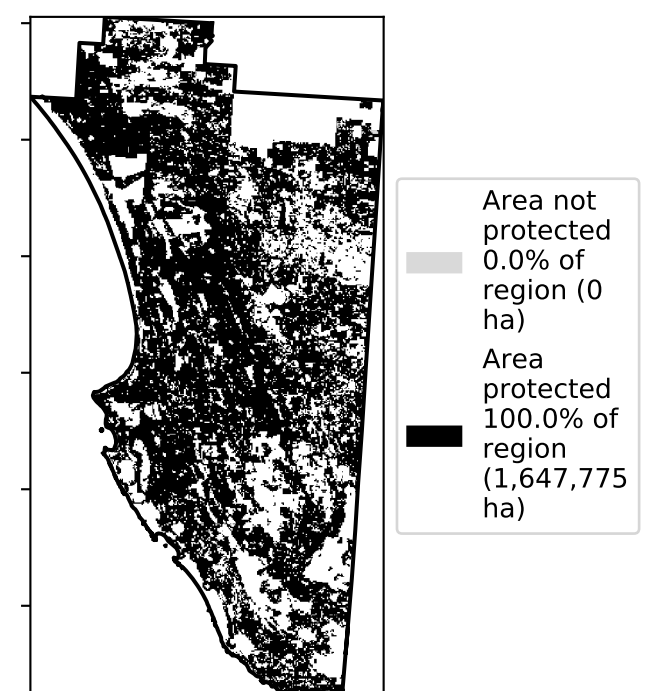 Area not
protected
0.0% of
region (0
ha)
Area
protected
100.0% of
region
(1,647,775
ha)